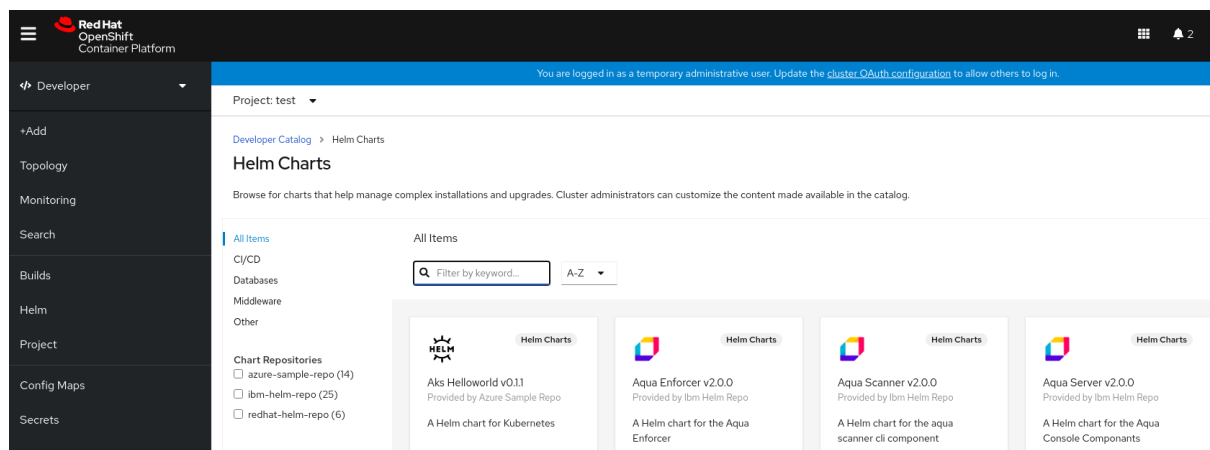 Red Hat
OpenShift
Container Platform
2
Developer
You are logged in as a temporary administrative user. Update the cluster OAuth configuration to allow others to log in.
Project: test
+Add
Topology
Monitoring
Search
Builds
Helm
Project
Config Maps
Secrets
Developer Catalog > Helm Charts
Helm Charts
Browse for charts that help manage complex installations and upgrades. Cluster administrators can customize the content made available in the catalog.
All Items
CI/CD
Databases
Middleware
Other
Chart Repositories
azure-sample-repo (14)
ibm-helm-repo (25)
redhat-helm-repo (6)
All Items
Filter by keyword...
A-Z
HELM
Helm Charts
Aks Helloworld v0.1.1
Provided by Azure Sample Repo
A Helm chart for Kubernetes
Helm Charts
Aqua Enforcer v2.0.0
Provided by Ibm Helm Repo
A Helm chart for the Aqua
Enforcer
Helm Charts
Aqua Scanner v2.0.0
Provided by Ibm Helm Repo
A Helm chart for the aqua
scanner cli component
Helm Charts
Aqua Server v2.0.0
Provided by Ibm Helm Repo
A Helm chart for the Aqua
Console Componants